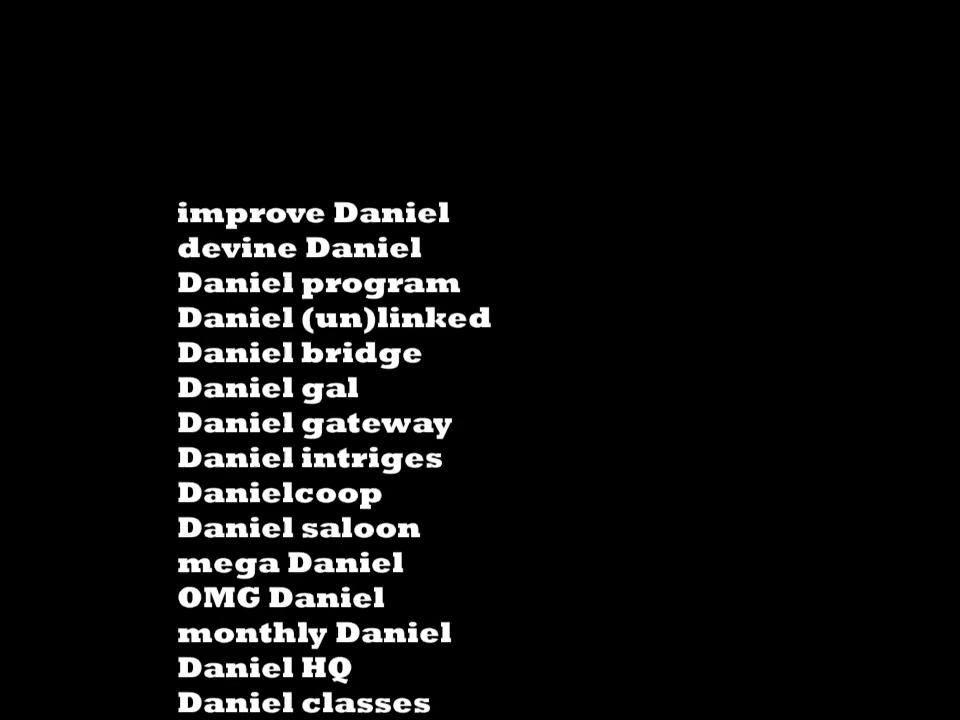 improve Daniel
devine Daniel
Daniel program
Daniel (un)linked
Daniel bridge
Daniel gal
Daniel gateway
Daniel intriges
Danielcoop
Daniel saloon
mega Daniel
OMG Daniel
monthly Daniel
Daniel HQ
Daniel classes